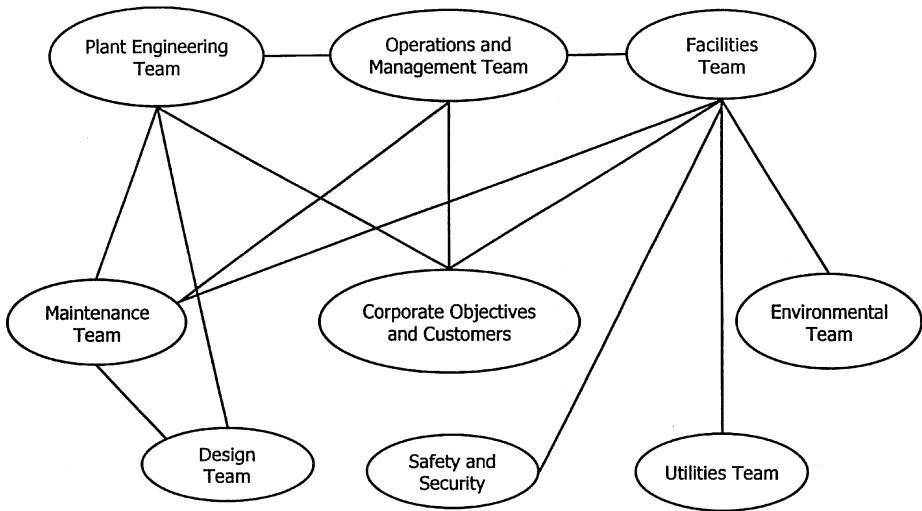 Plant Engineering
Team
Operations and
Management Team
Facilities
Team
Maintenance
Team
Corporate Objectives
and Customers
Environmental
Team
Design
Team
Safety and
Security
Utilities Team